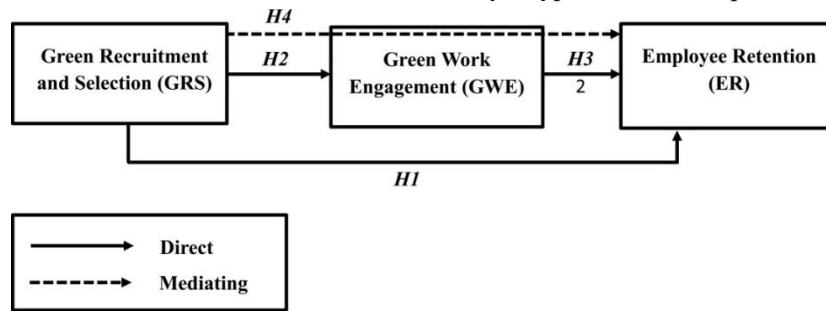 H4
Green Recruitment
and Selection (GRS)
H2
Green Work
Engagement (GWE)
H3
2
Employee Retention
(ER)
H1
Direct
Mediating